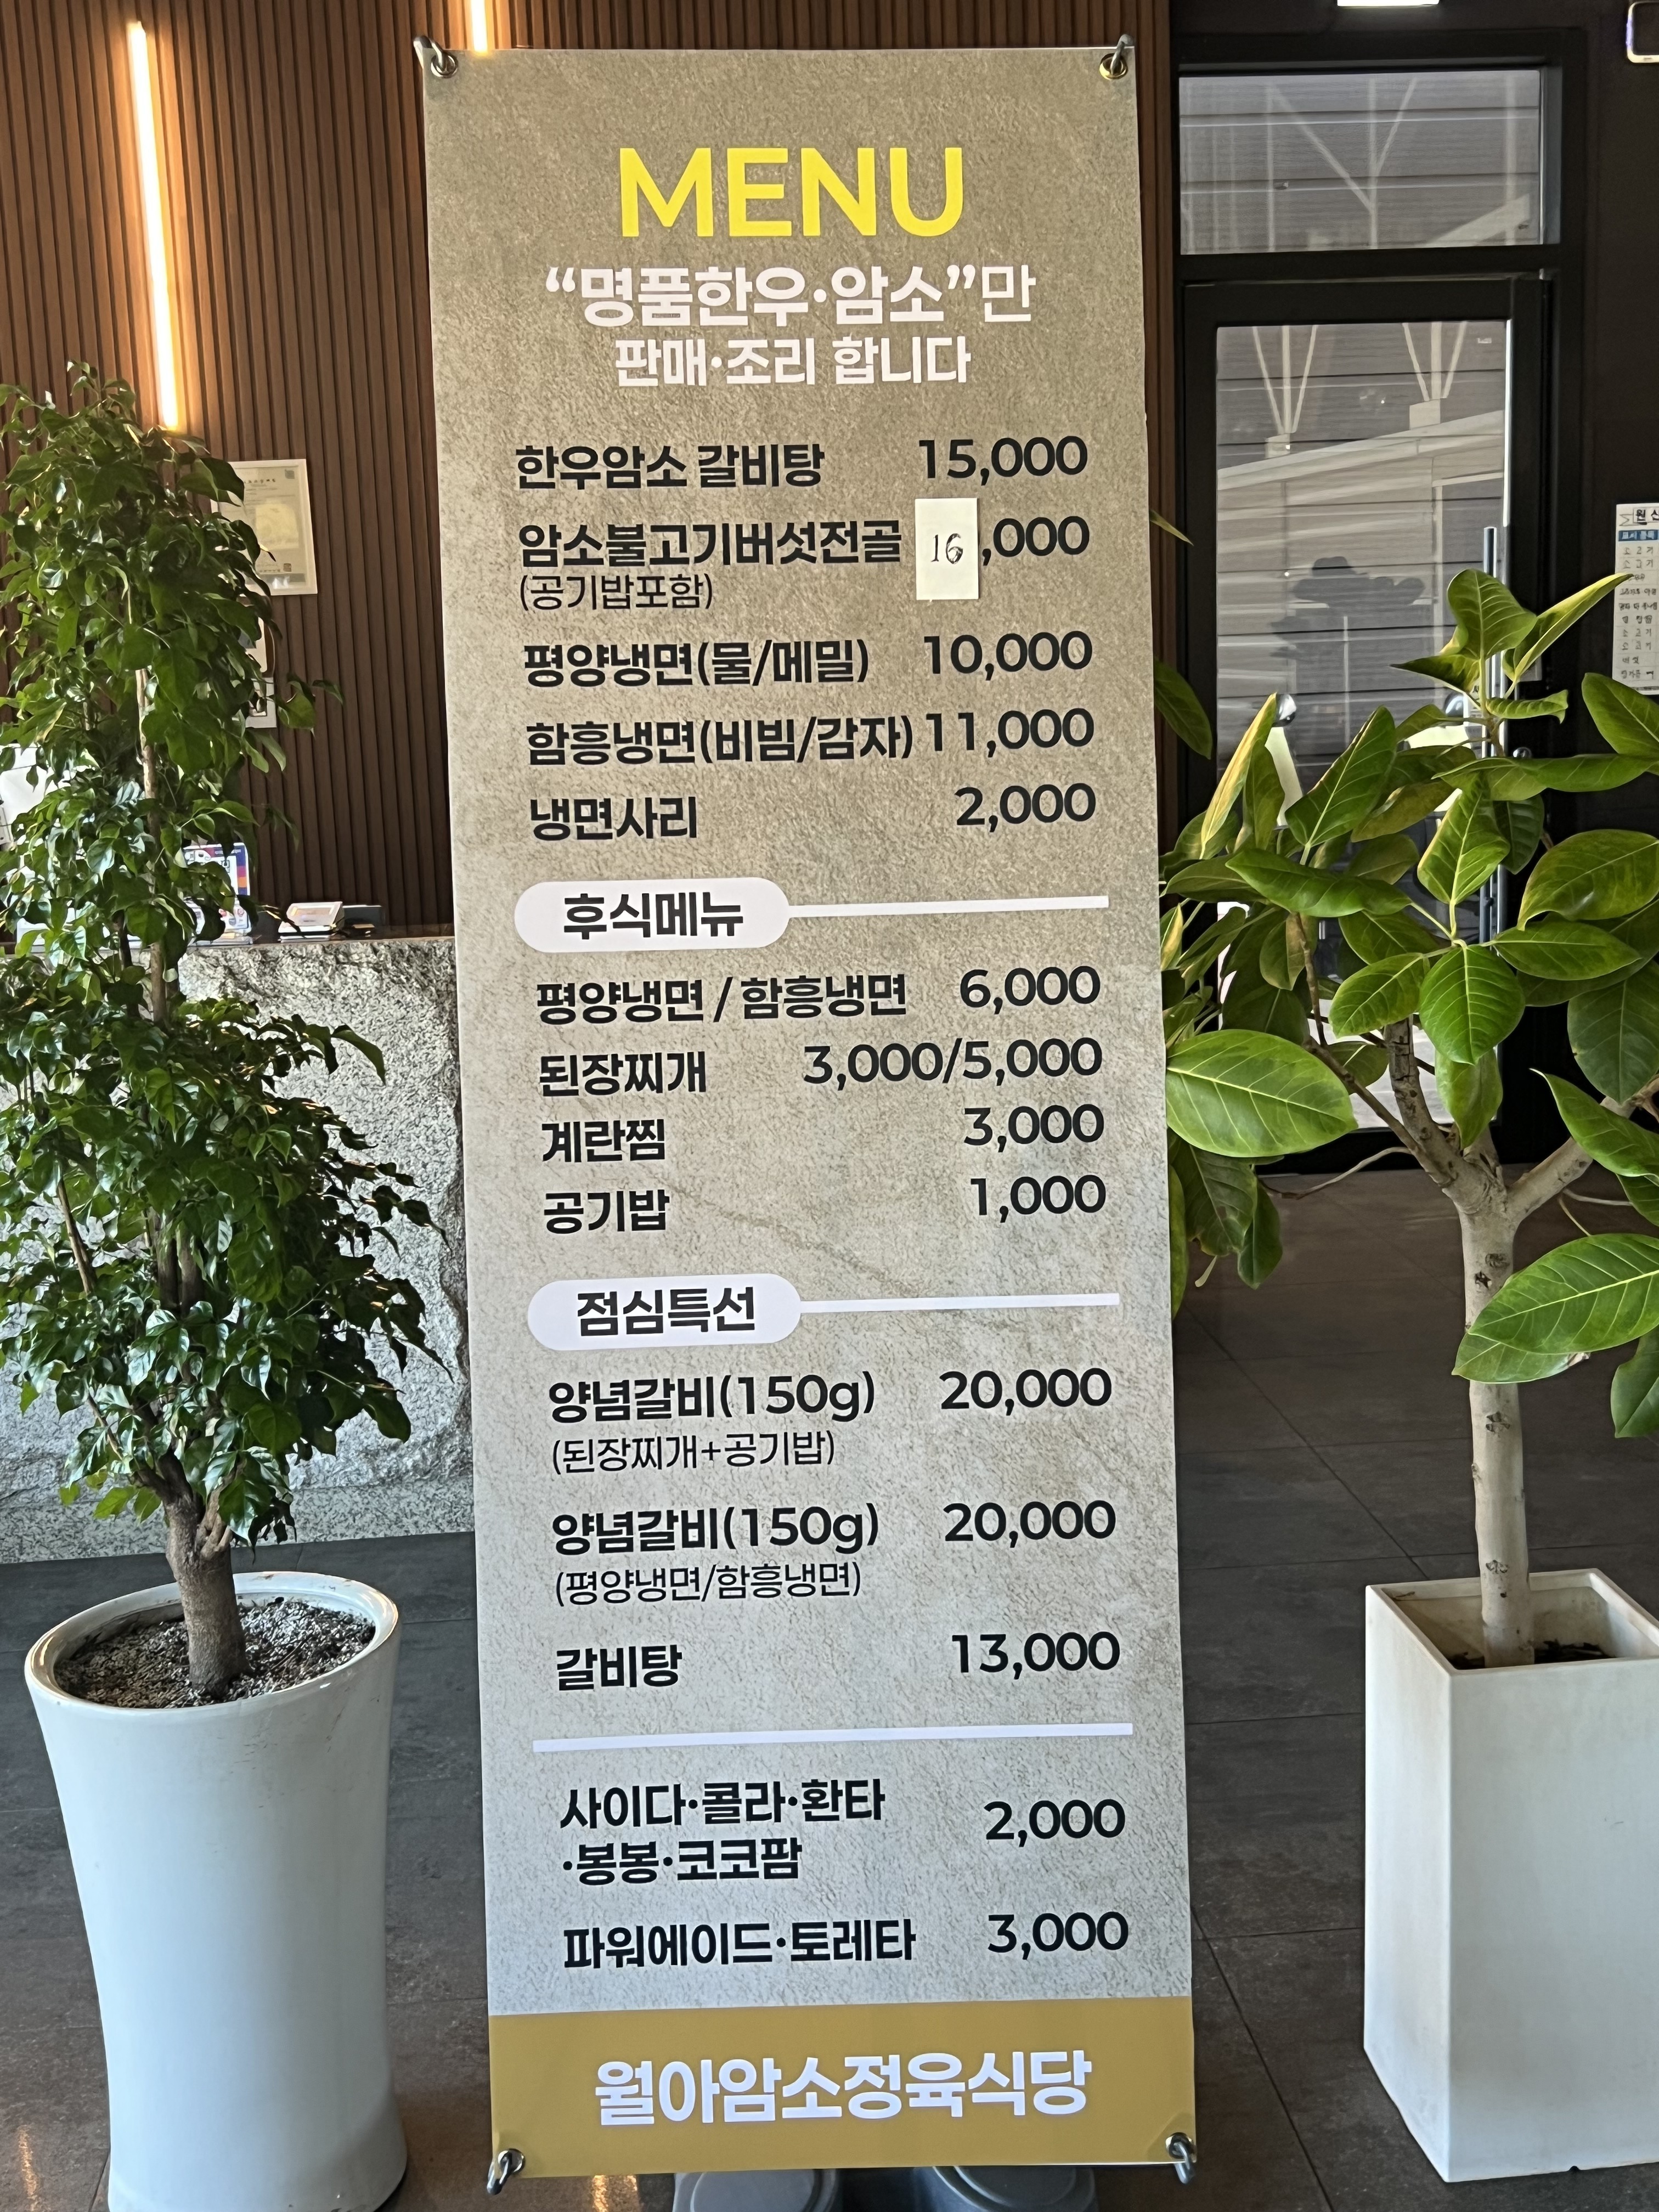 MENU
“명품한우·암소”만
판매·조리 합니다
한우암소 갈비탕 15,000
암소불고기버섯전골 16,000
(공기밥포함)
평양냉면(물/메밀) 10,000
함흥냉면(비빔/감자) 11,000
냉면사리 2,000
후식메뉴
평양냉면 / 함흥냉면 6,000
된장찌개 3,000/5,000
계란찜 3,000
공기밥 1,000
점심특선
양념갈비(150g) 20,000
(된장찌개+공기밥)
양념갈비(150g) 20,000
(평양냉면/함흥냉면)
갈비탕 13,000
사이다·콜라·환타
·봉봉·코코팜 2,000
파워에이드·토레타 3,000
월아암소정육식당